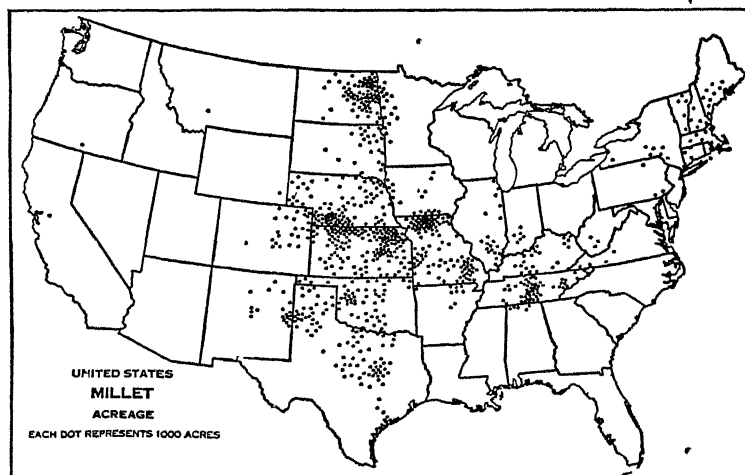 UNITED STATES
MILLET
ACREAGE
EACH DOT REPRESENTS 1000 ACRES